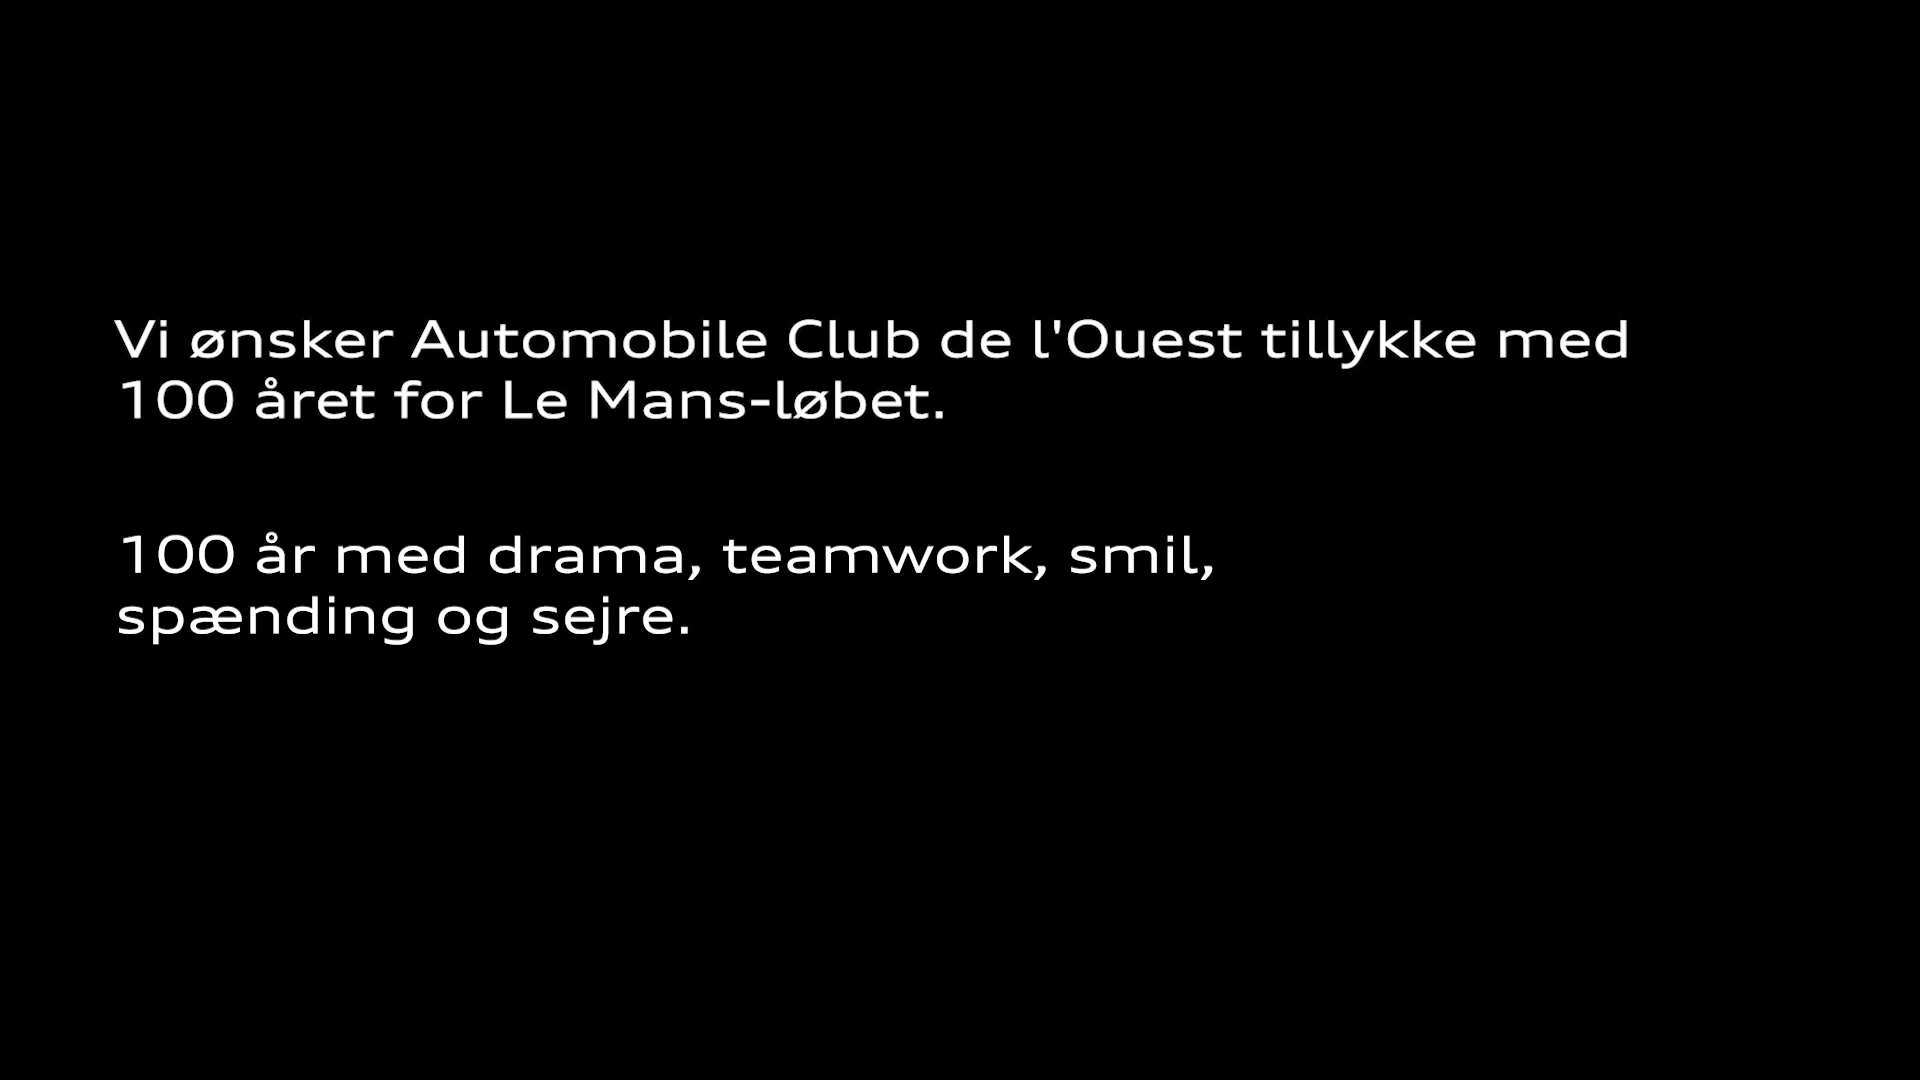 Vi ønsker Automobile Club de l'Ouest tillykke med
100 året for Le Mans-løbet.
100 år med drama, teamwork, smil,
spænding og sejre.